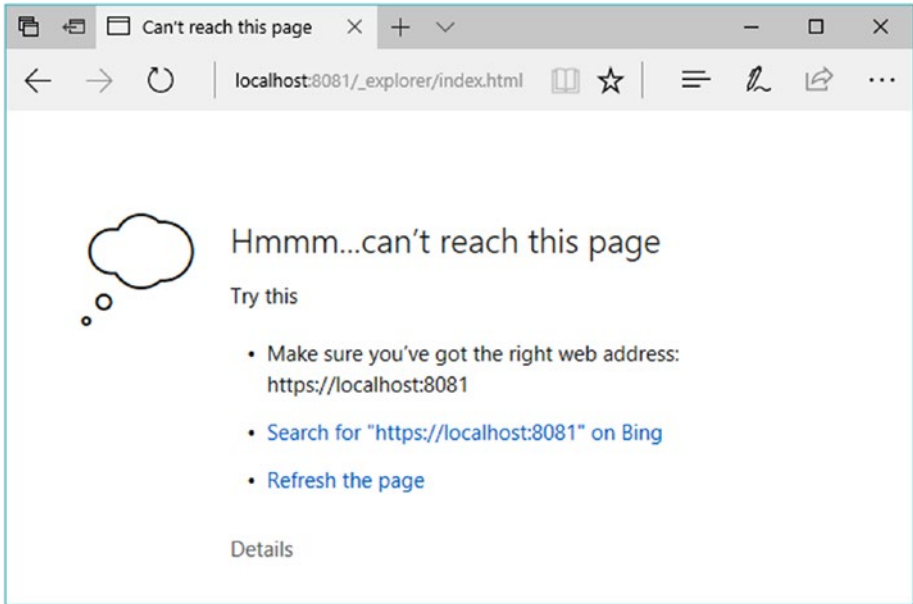 Can't reach this page
localhost:8081/_explorer/index.html
Hmmm...can't reach this page
Try this
• Make sure you've got the right web address:
https://localhost:8081
• Search for "https://localhost:8081" on Bing
• Refresh the page
Details